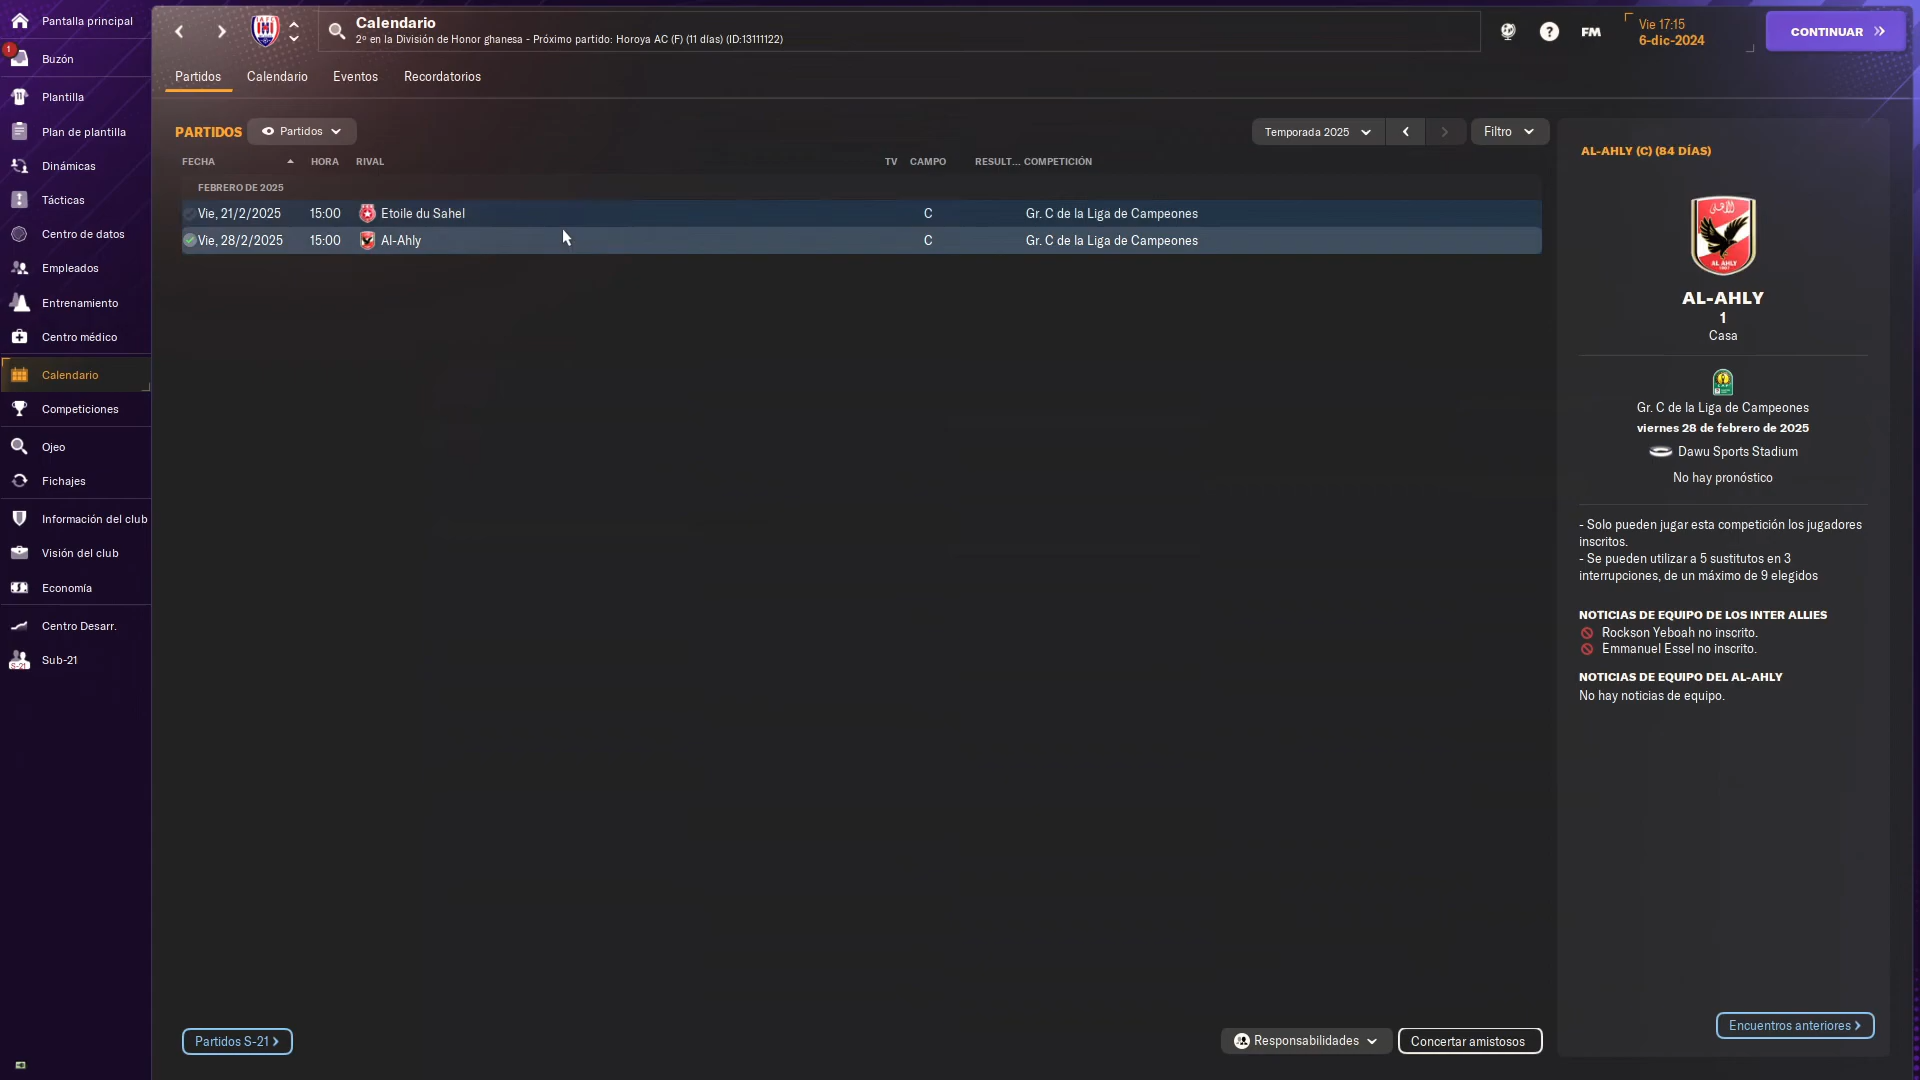 Pantalla principal
1
Buzón
Plantilla
Plan de plantilla
Dinámicas
Tácticas
Centro de datos
Empleados
Entrenamiento
Centro médico
Calendario
Competiciones
Ojeo
Fichajes
Información del club
Visión del club
Economía
Centro Desarr.
S-21
Sub-21
Calendario
2º en la División de Honor ghanesa - Próximo partido: Horoya AC (F) (11 días) (ID:13111122)
FM
Vie 17:15
6-dic-2024
CONTINUAR
Partidos Calendario Eventos Recordatorios
PARTIDOS Partidos Temporada 2025 Filtro
FECHA HORA RIVAL TV CAMPO RESULT... COMPETICIÓN
FEBRERO DE 2025
Vie, 21/2/2025 15:00 Etoile du Sahel C Gr. C de la Liga de Campeones
Vie, 28/2/2025 15:00 Al-Ahly C Gr. C de la Liga de Campeones
AL-AHLY (C) (84 DÍAS)
AL AHLY
1907
AL-AHLY
1
Casa
Gr. C de la Liga de Campeones
viernes 28 de febrero de 2025
Dawu Sports Stadium
No hay pronóstico
- Solo pueden jugar esta competición los jugadores
inscritos.
- Se pueden utilizar a 5 sustitutos en 3
interrupciones, de un máximo de 9 elegidos
NOTICIAS DE EQUIPO DE LOS INTER ALLIES
Rockson Yeboah no inscrito.
Emmanuel Essel no inscrito.
NOTICIAS DE EQUIPO DEL AL-AHLY
No hay noticias de equipo.
Encuentros anteriores
Partidos S-21
Responsabilidades
Concertar amistosos